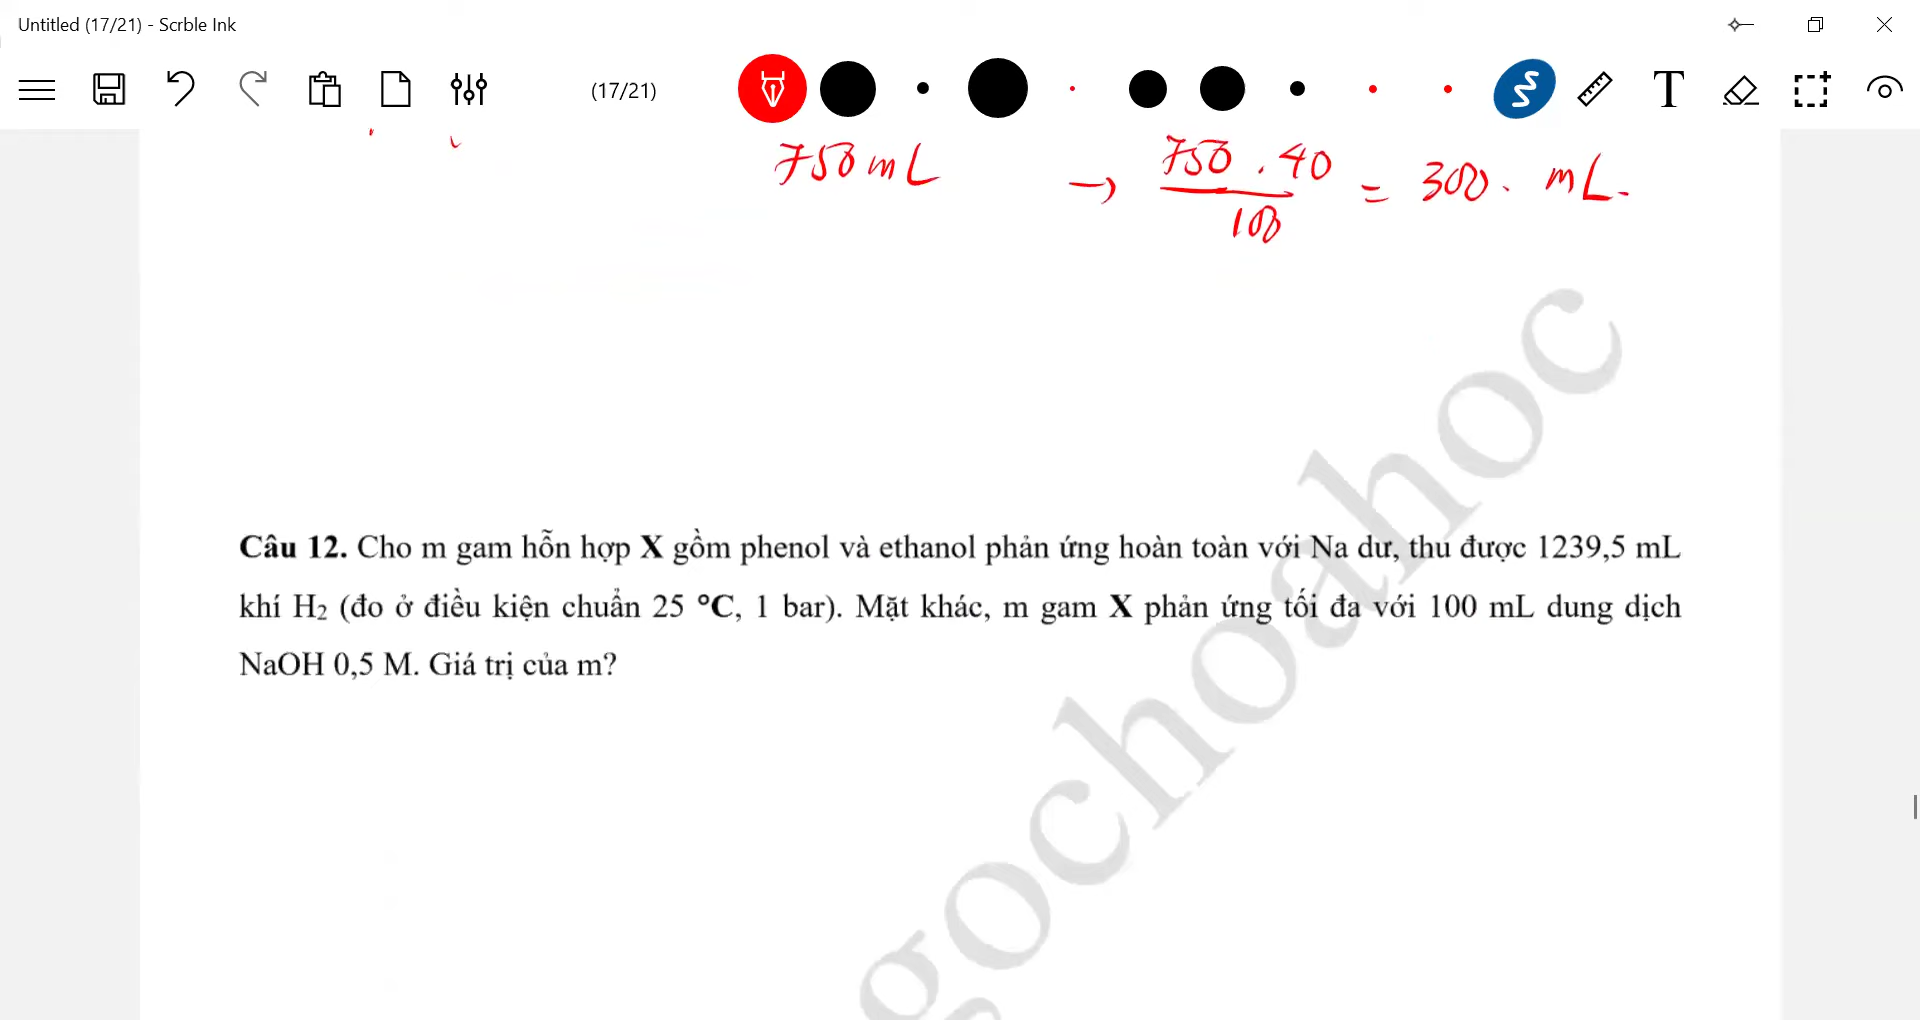 Untitled (17/21) - Scrble Ink
(17/21)
T
750 mL → 750 . 40 / 100 = 300 . mL.
Câu 12. Cho m gam hỗn hợp X gồm phenol và ethanol phản ứng hoàn toàn với Na dư, thu được 1239,5 mL
khí H₂ (đo ở điều kiện chuẩn 25 °C, 1 bar). Mặt khác, m gam X phản ứng tối đa với 100 mL dung dịch
NaOH 0,5 M. Giá trị của m?
gochoahoc